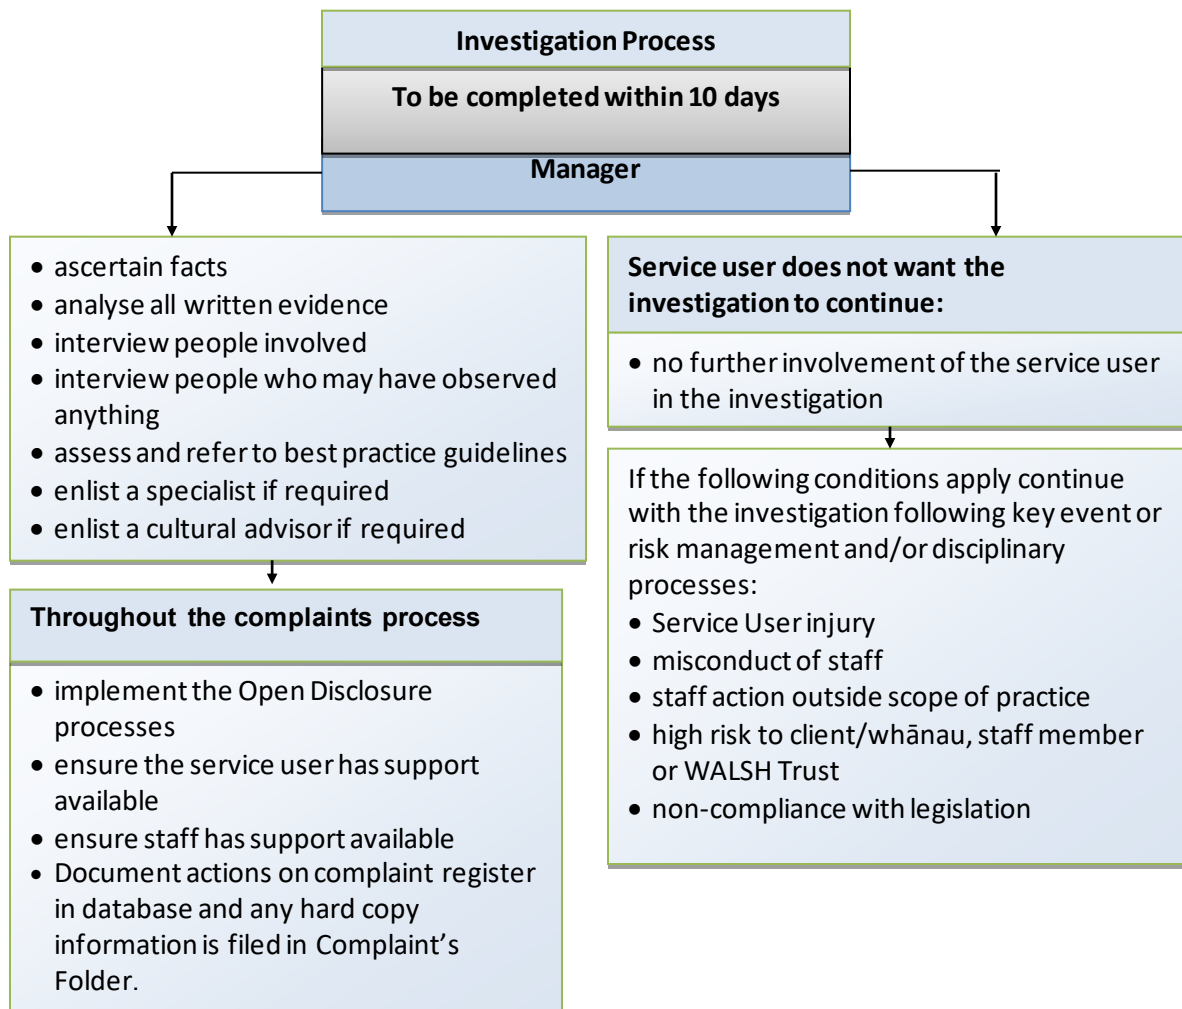 Investigation Process
To be completed within 10 days
Manager
• ascertain facts
• analyse all written evidence
• interview people involved
• interview people who may have observed
anything
• assess and refer to best practice guidelines
• enlist a specialist if required
• enlist a cultural advisor if required
Throughout the complaints process
• implement the Open Disclosure
processes
• ensure the service user has support
available
• ensure staff has support available
• Document actions on complaint register
in database and any hard copy
information is filed in Complaint’s
Folder.
Service user does not want the
investigation to continue:
• no further involvement of the service user
in the investigation
If the following conditions apply continue
with the investigation following key event or
risk management and/or disciplinary
processes:
• Service User injury
• misconduct of staff
• staff action outside scope of practice
• high risk to client/whānau, staff member
or WALSH Trust
• non-compliance with legislation